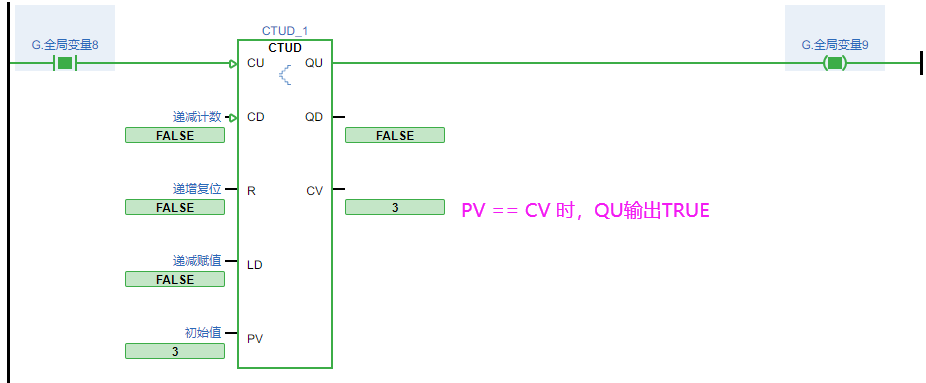 CTUD_1
G.全局变量8
G.全局变量9
CTUD
CU
QU
递减计数
CD
QD
FALSE
FALSE
递增复位
R
CV
FALSE
3
PV == CV 时，QU输出TRUE
递减赋值
LD
FALSE
初始值
PV
3